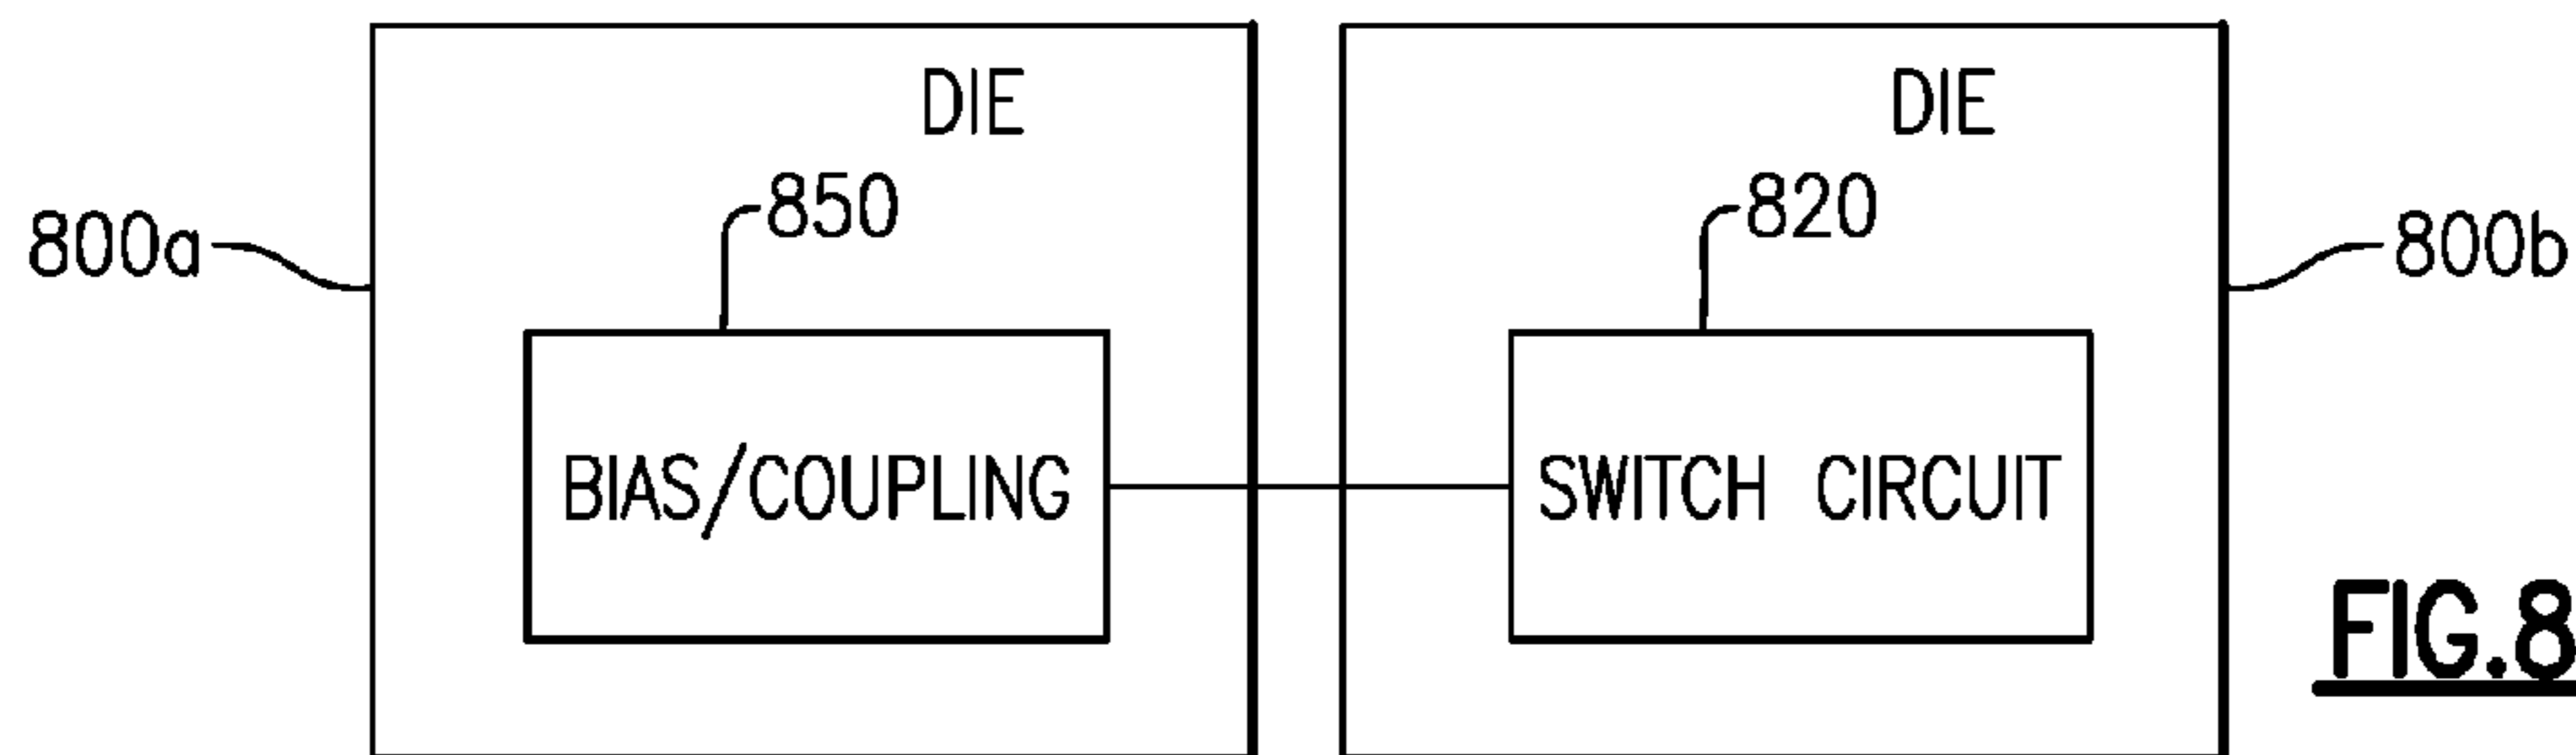 DIE
DIE
850
820
800a
800b
BIAS/COUPLING
SWITCH CIRCUIT
FIG.8